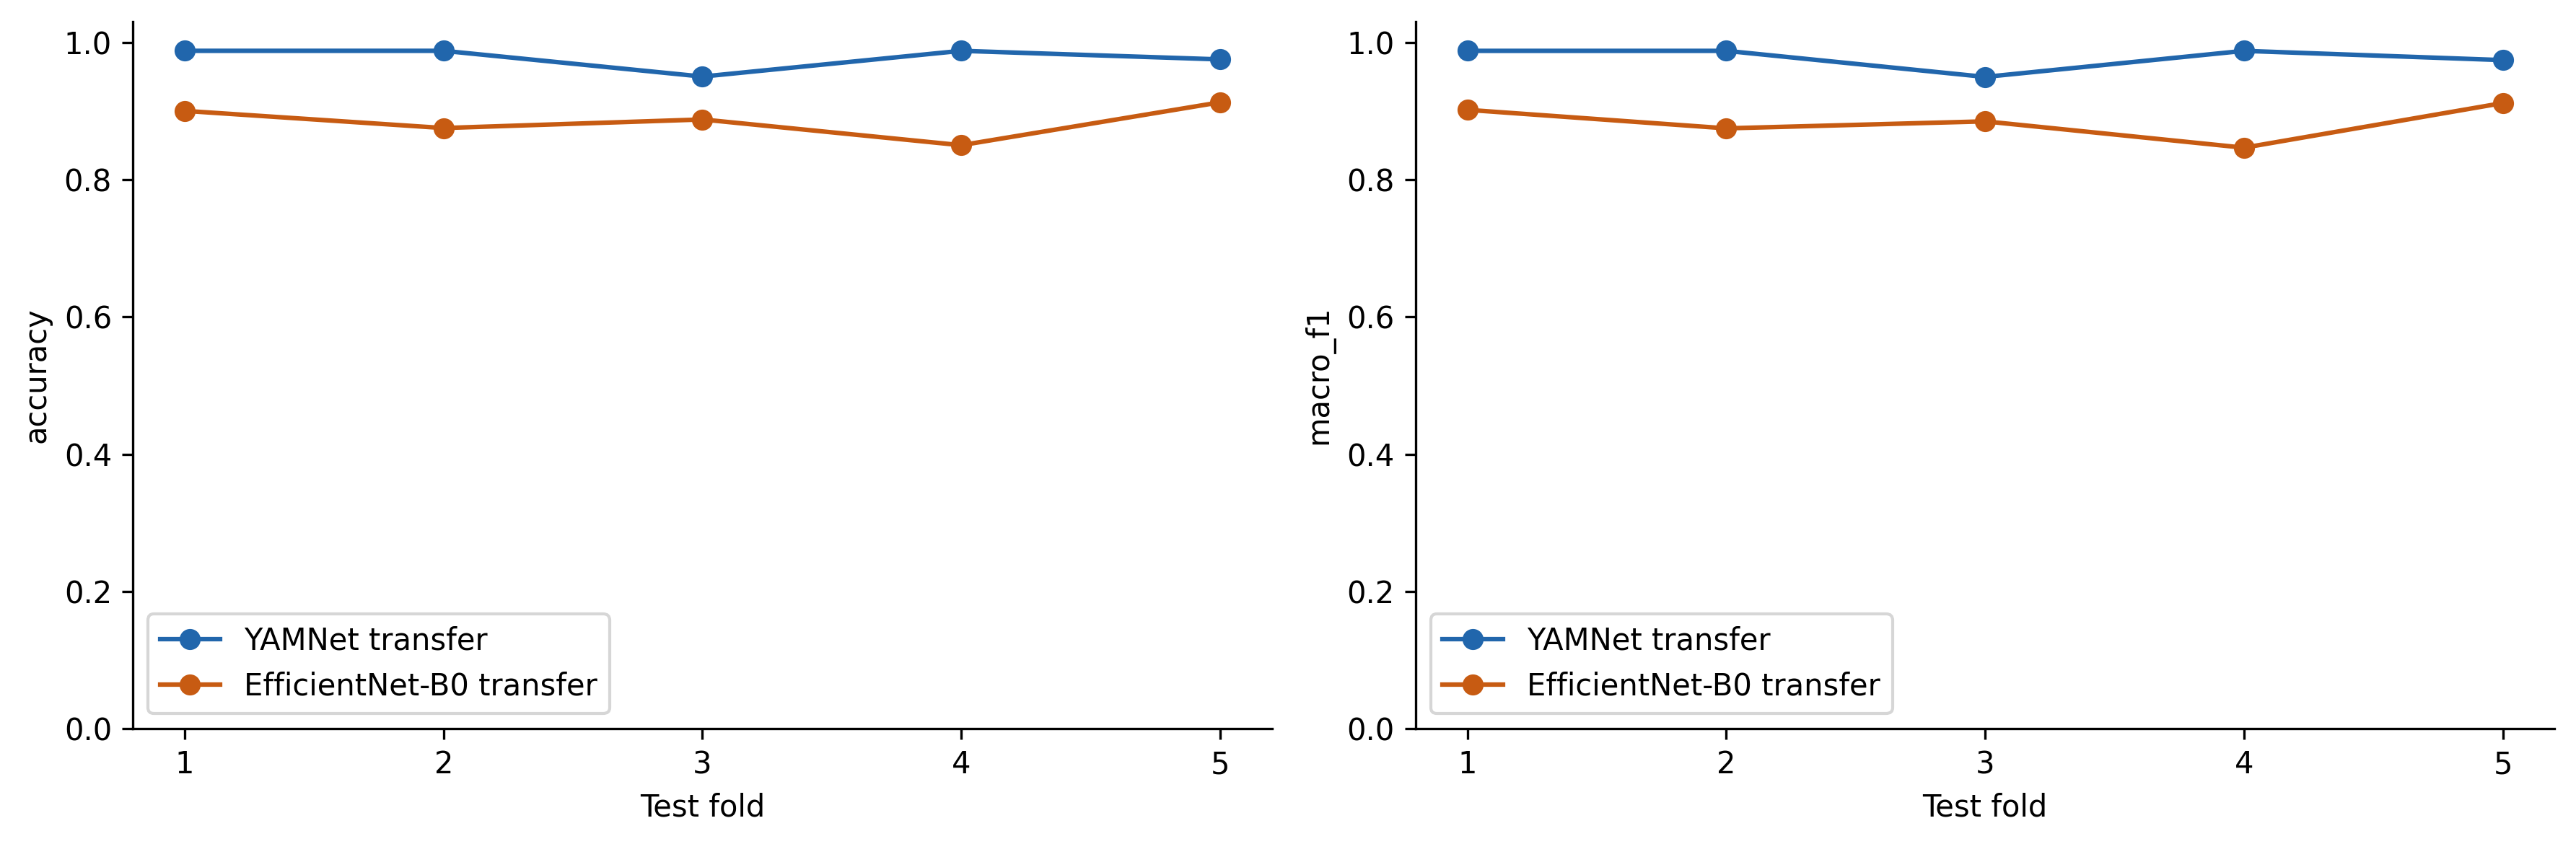 1.0
0.8
0.6
0.4
0.2
0.0
accuracy
YAMNet transfer
EfficientNet-B0 transfer
1 2 3 4 5
Test fold
1.0
0.8
0.6
0.4
0.2
0.0
macro_f1
YAMNet transfer
EfficientNet-B0 transfer
1 2 3 4 5
Test fold